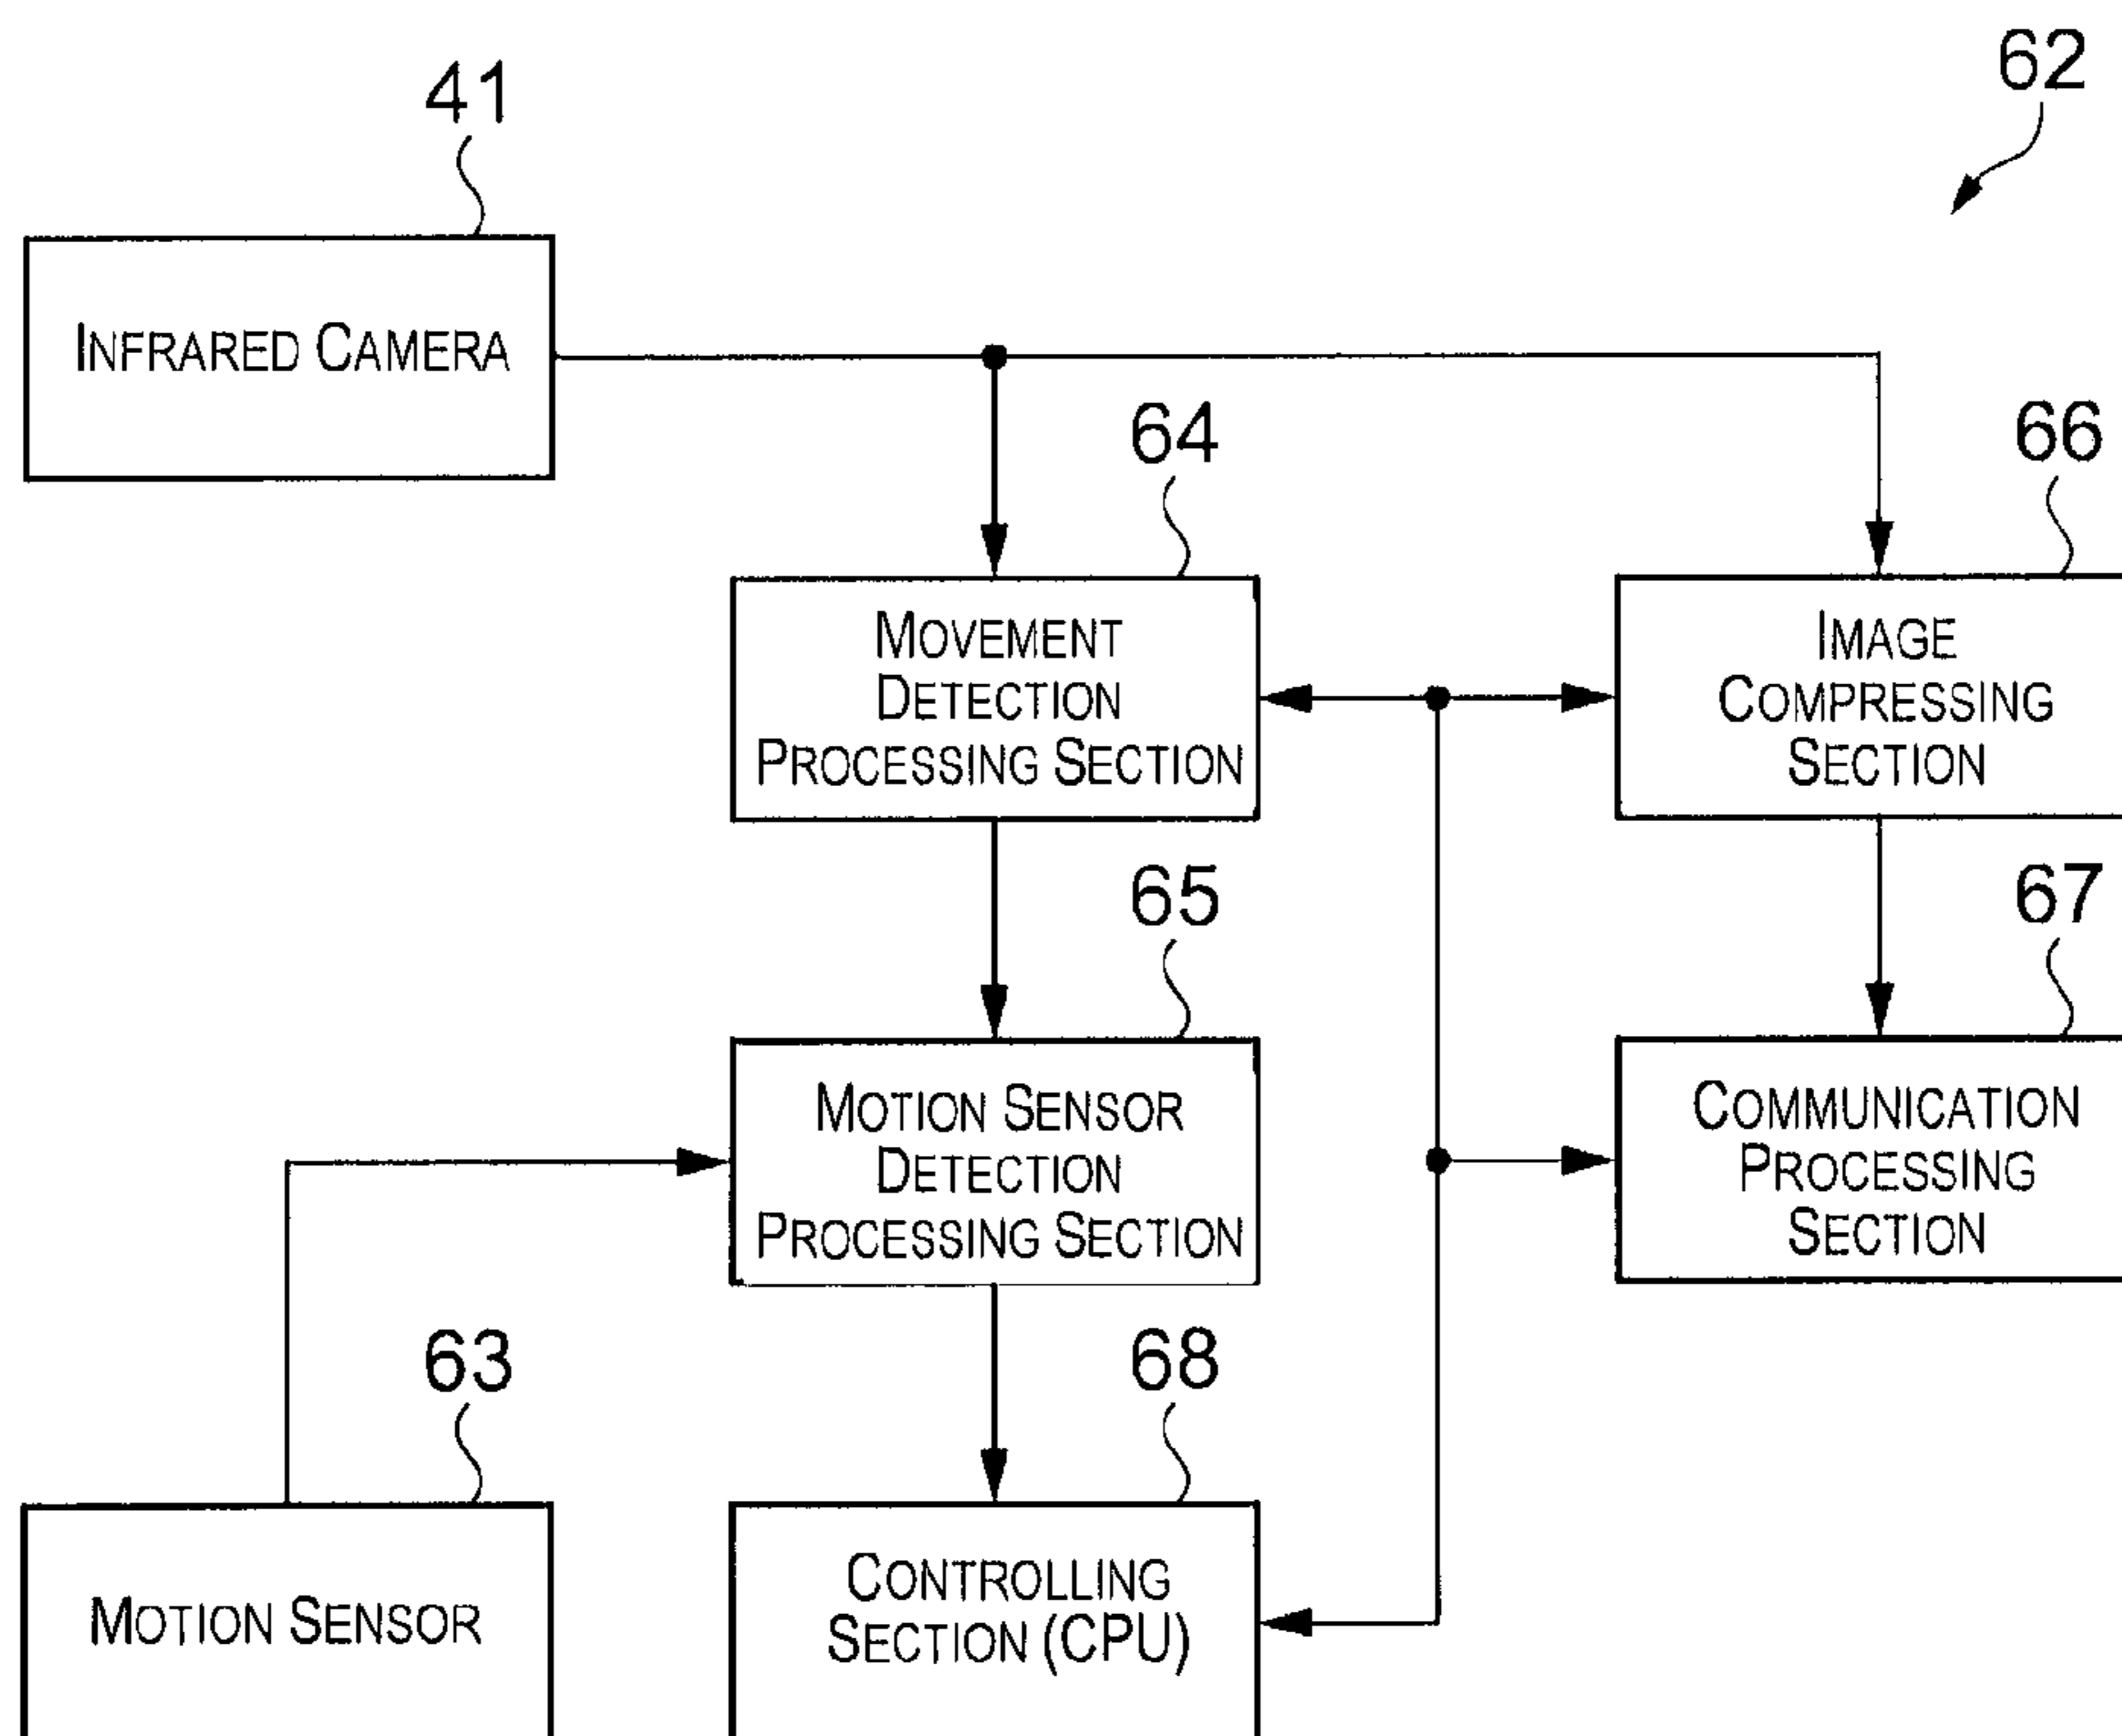 62
41
INFRARED CAMERA
64
66
MOVEMENT
DETECTION
PROCESSING SECTION
IMAGE
COMPRESSING
SECTION
65
67
MOTION SENSOR
DETECTION
PROCESSING SECTION
COMMUNICATION
PROCESSING
SECTION
63
68
MOTION SENSOR
CONTROLLING
SECTION (CPU)